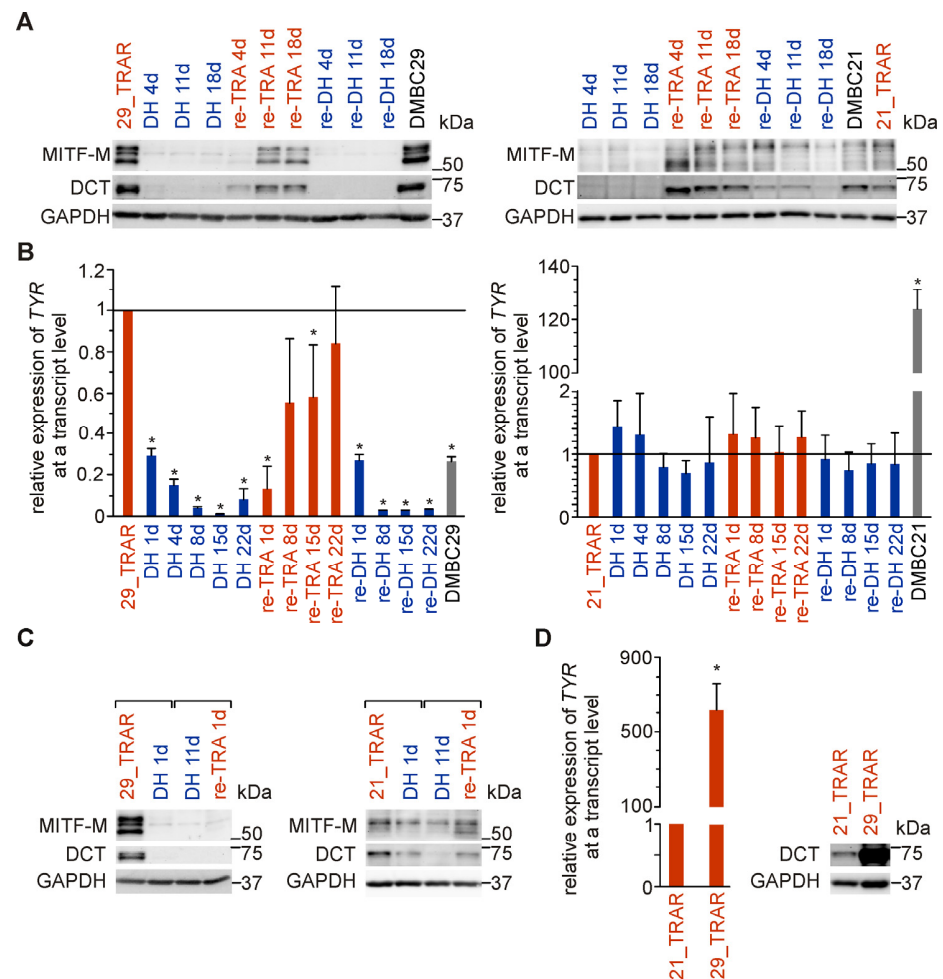 A
29_TRAR
DH 4d
DH 11d
DH 18d
re-TRA 4d
re-TRA 11d
re-TRA 18d
re-DH 4d
re-DH 11d
re-DH 18d
DMBC29
kDa
MITF-M
50
DCT
75
GAPDH
37
DH 4d
DH 11d
DH 18d
re-TRA 4d
re-TRA 11d
re-TRA 18d
re-DH 4d
re-DH 11d
re-DH 18d
DMBC21
21_TRAR
kDa
MITF-M
50
DCT
75
GAPDH
37
B
relative expression of TYR
at a transcript level
1.2
1
0.8
0.6
0.4
0.2
0
* * * * * * * * * * * *
29_TRAR
DH 1d
DH 4d
DH 8d
DH 15d
DH 22d
re-TRA 1d
re-TRA 8d
re-TRA 15d
re-TRA 22d
re-DH 1d
re-DH 8d
re-DH 15d
re-DH 22d
DMBC29
relative expression of TYR
at a transcript level
140
120
100
2
1
0
*
21_TRAR
DH 1d
DH 4d
DH 8d
DH 15d
DH 22d
re-TRA 1d
re-TRA 8d
re-TRA 15d
re-TRA 22d
re-DH 1d
re-DH 8d
re-DH 15d
re-DH 22d
DMBC21
C
29_TRAR
DH 1d
DH 11d
re-TRA 1d
kDa
MITF-M
50
DCT
75
GAPDH
37
21_TRAR
DH 1d
DH 11d
re-TRA 1d
kDa
MITF-M
50
DCT
75
GAPDH
37
D
relative expression of TYR
at a transcript level
900
500
100
1
0
*
21_TRAR
29_TRAR
21_TRAR
29_TRAR
kDa
DCT
75
GAPDH
37